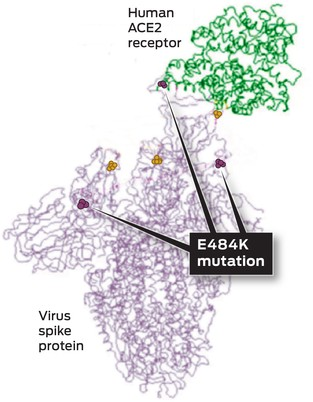 Human
ACE2
receptor
E484K
mutation
Virus
spike
protein